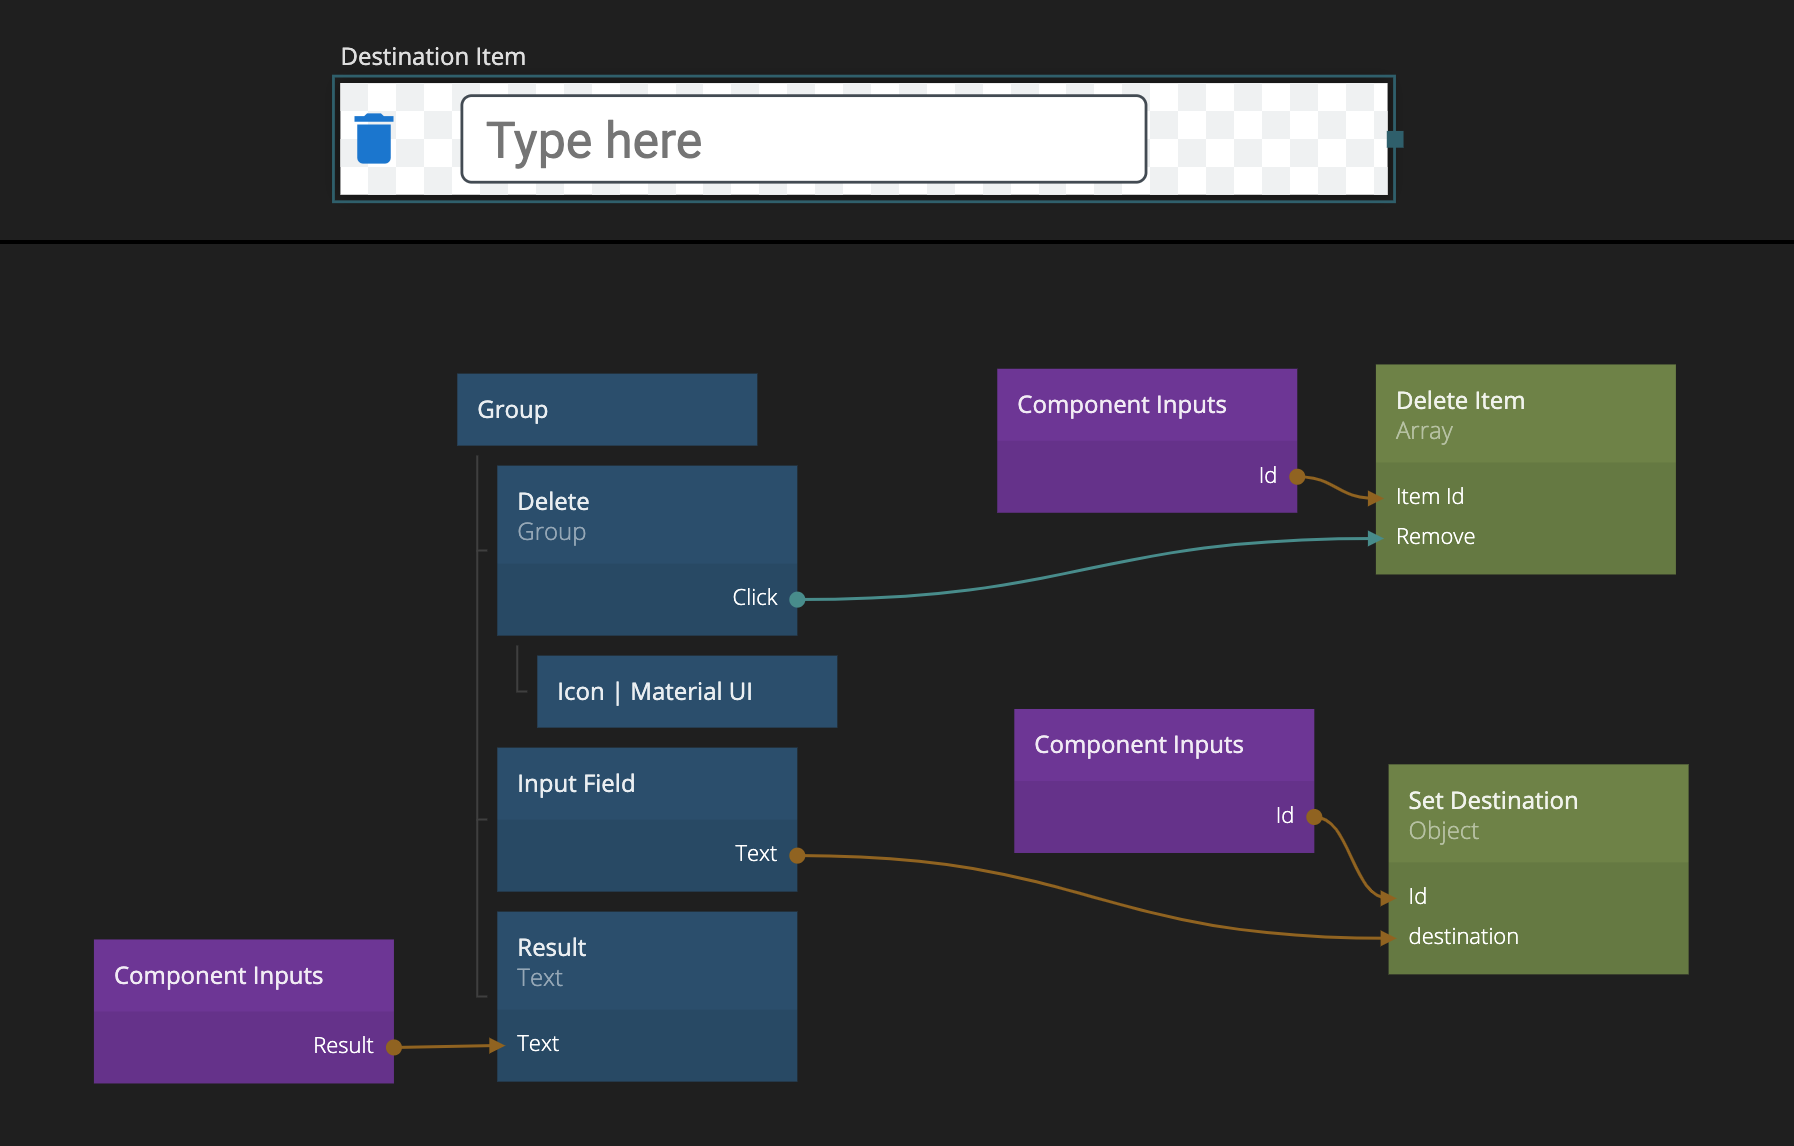 Destination Item
Type here
Group
Delete
Group
Click
Icon | Material UI
Input Field
Text
Result
Text
Text
Component Inputs
Result
Component Inputs
Id
Delete Item
Array
Item Id
Remove
Component Inputs
Id
Set Destination
Object
Id
destination